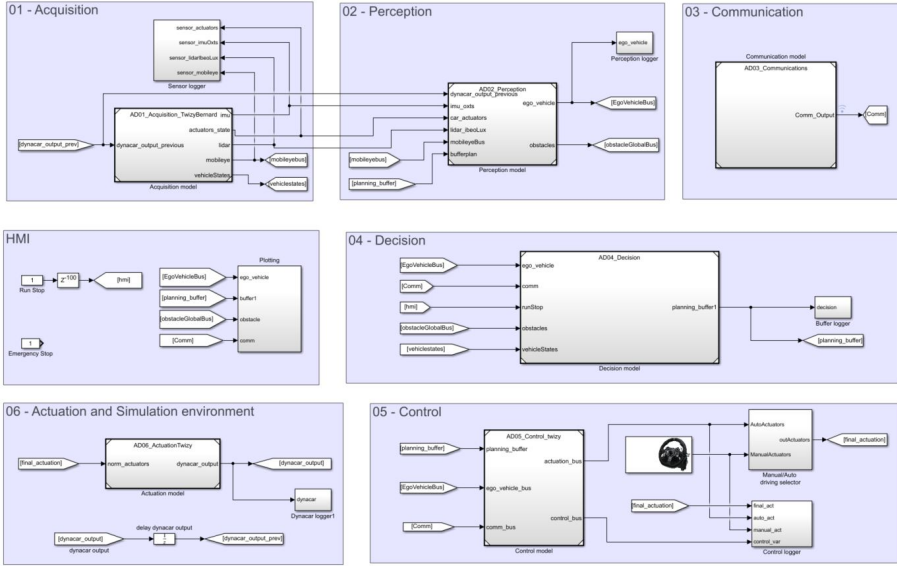 01 - Acquisition
sensor_actuators
sensor_imuOxts
sensor_lidarIbeoLux
sensor_mobileye
Sensor logger
[dynacar_output_prev]
AD01_Acquisition_TwizyBernard
dynacar_output_previous
imu
actuators_state
lidar
mobileye
vehicleStates
Acquisition model
[mobileyebus]
[vehiclestates]
02 - Perception
AD02_Perception
dynacar_output_previous
imu_oxts
car_actuators
lidar_ibeoLux
mobileyeBus
bufferplan
ego_vehicle
obstacles
Perception model
[mobileyebus]
[planning_buffer]
ego_vehicle
Perception logger
[EgoVehicleBus]
[obstacleGlobalBus]
03 - Communication
Communication model
AD03_Communications
Comm_Output
[Comm]
HMI
1
Run Stop
z-100
[hmi]
1
Emergency Stop
[EgoVehicleBus]
[planning_buffer]
[obstacleGlobalBus]
[Comm]
Plotting
ego_vehicle
buffer1
obstacle
comm
04 - Decision
[EgoVehicleBus]
[Comm]
[hmi]
[obstacleGlobalBus]
[vehiclestates]
AD04_Decision
ego_vehicle
comm
runStop
obstacles
vehicleStates
planning_buffer1
Decision model
decision
Buffer logger
[planning_buffer]
06 - Actuation and Simulation environment
[final_actuation]
AD06_ActuationTwizy
norm_actuators
dynacar_output
Actuation model
[dynacar_output]
dynacar
Dynacar logger1
[dynacar_output]
dynacar output
delay dynacar output
1
z
[dynacar_output_prev]
05 - Control
[planning_buffer]
[EgoVehicleBus]
[Comm]
AD05_Control_twizy
planning_buffer
ego_vehicle_bus
comm_bus
actuation_bus
control_bus
Control model
AutoActuators
ManualActuators
outActuators
Manual/Auto
driving selector
[final_actuation]
[final_actuation]
final_act
auto_act
manual_act
control_var
Control logger